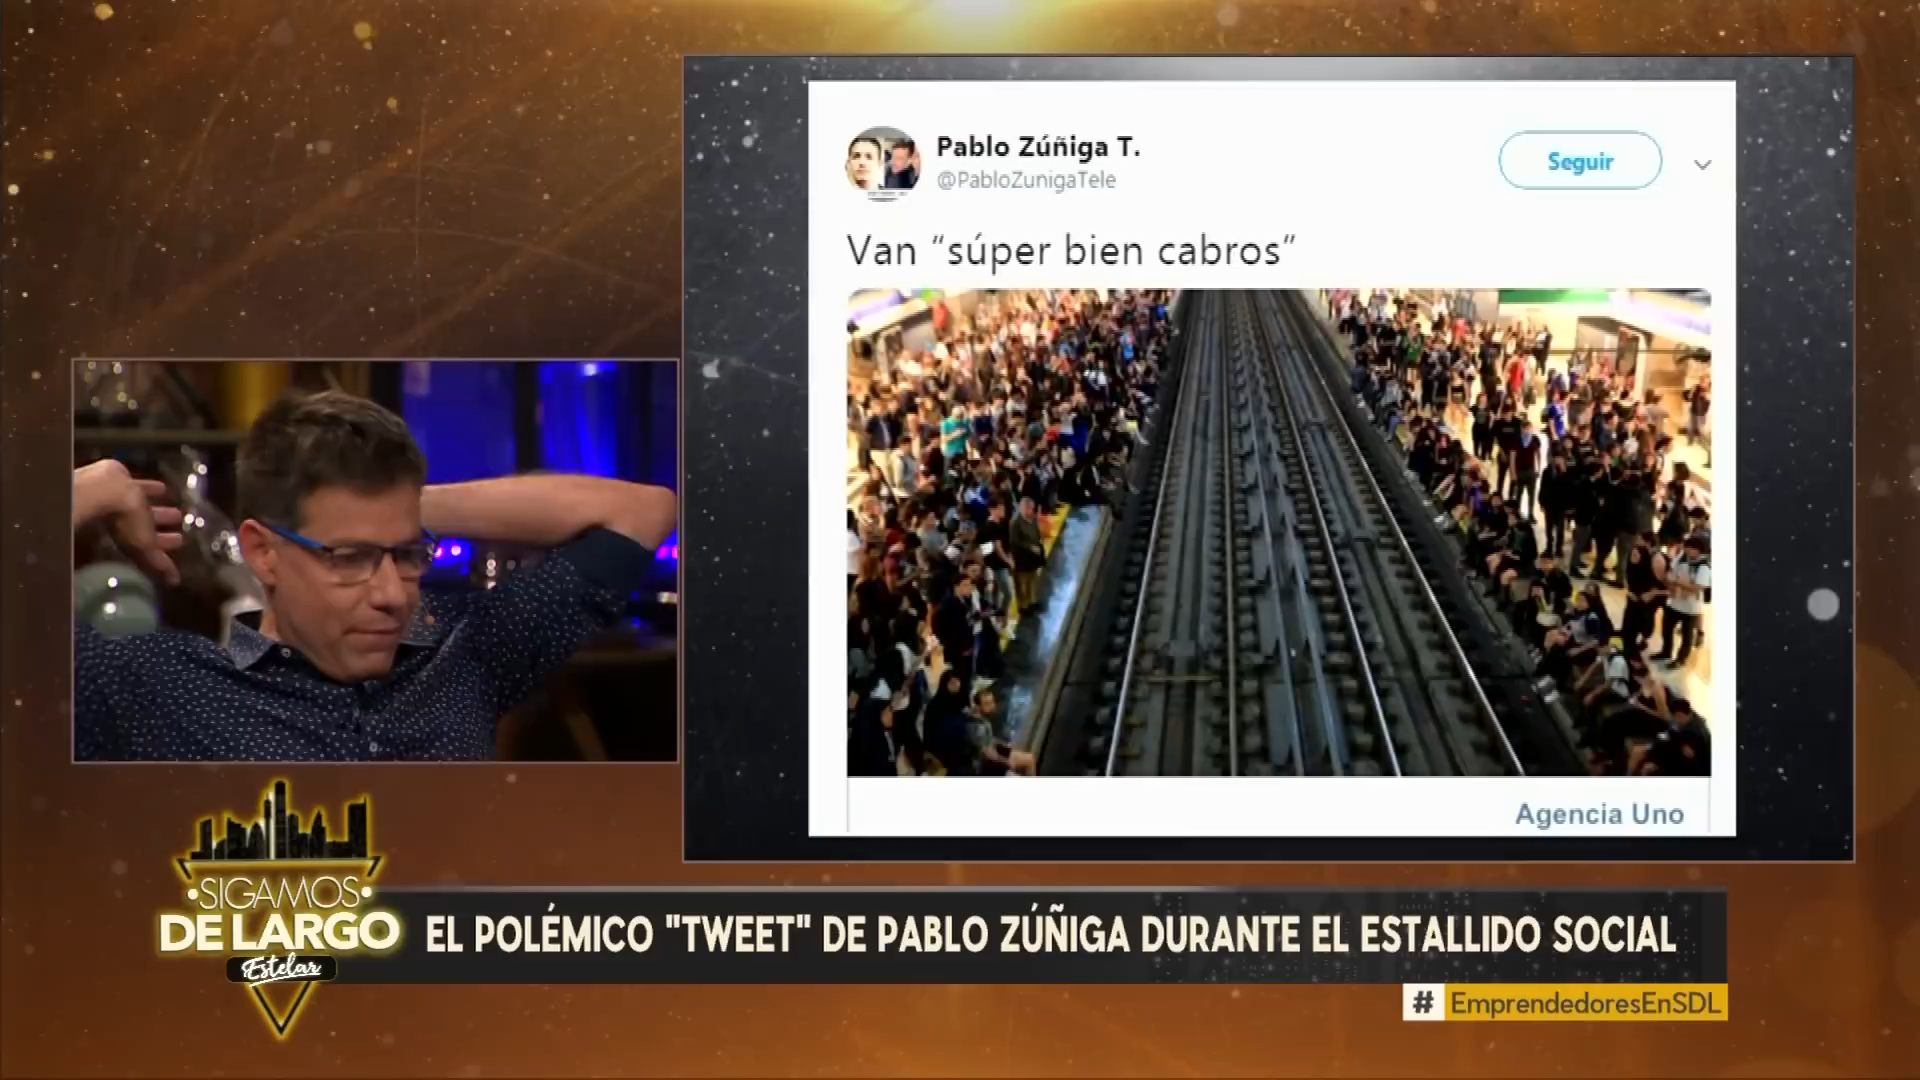 Pablo Zúñiga T.
@PabloZunigaTele
Seguir
Van “súper bien cabros”
Agencia Uno
SIGAMOS
DE LARGO
Estelar
EL POLÉMICO "TWEET" DE PABLO ZÚÑIGA DURANTE EL ESTALLIDO SOCIAL
# EmprendedoresEnSDL